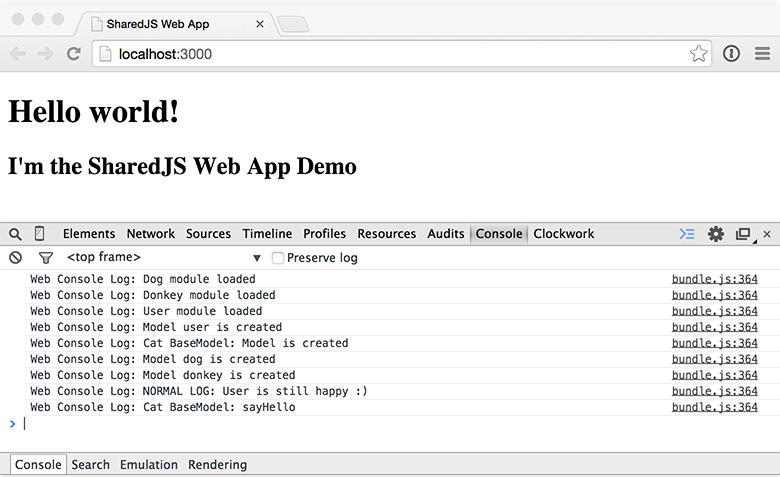 SharedJS Web App
localhost:3000
Hello world!
I'm the SharedJS Web App Demo
Elements Network Sources Timeline Profiles Resources Audits Console Clockwork
<top frame> Preserve log
Web Console Log: Dog module loaded bundle.js:364
Web Console Log: Donkey module loaded bundle.js:364
Web Console Log: User module loaded bundle.js:364
Web Console Log: Model user is created bundle.js:364
Web Console Log: Cat BaseModel: Model is created bundle.js:364
Web Console Log: Model dog is created bundle.js:364
Web Console Log: Model donkey is created bundle.js:364
Web Console Log: NORMAL LOG: User is still happy :) bundle.js:364
Web Console Log: Cat BaseModel: sayHello bundle.js:364
>
Console Search Emulation Rendering